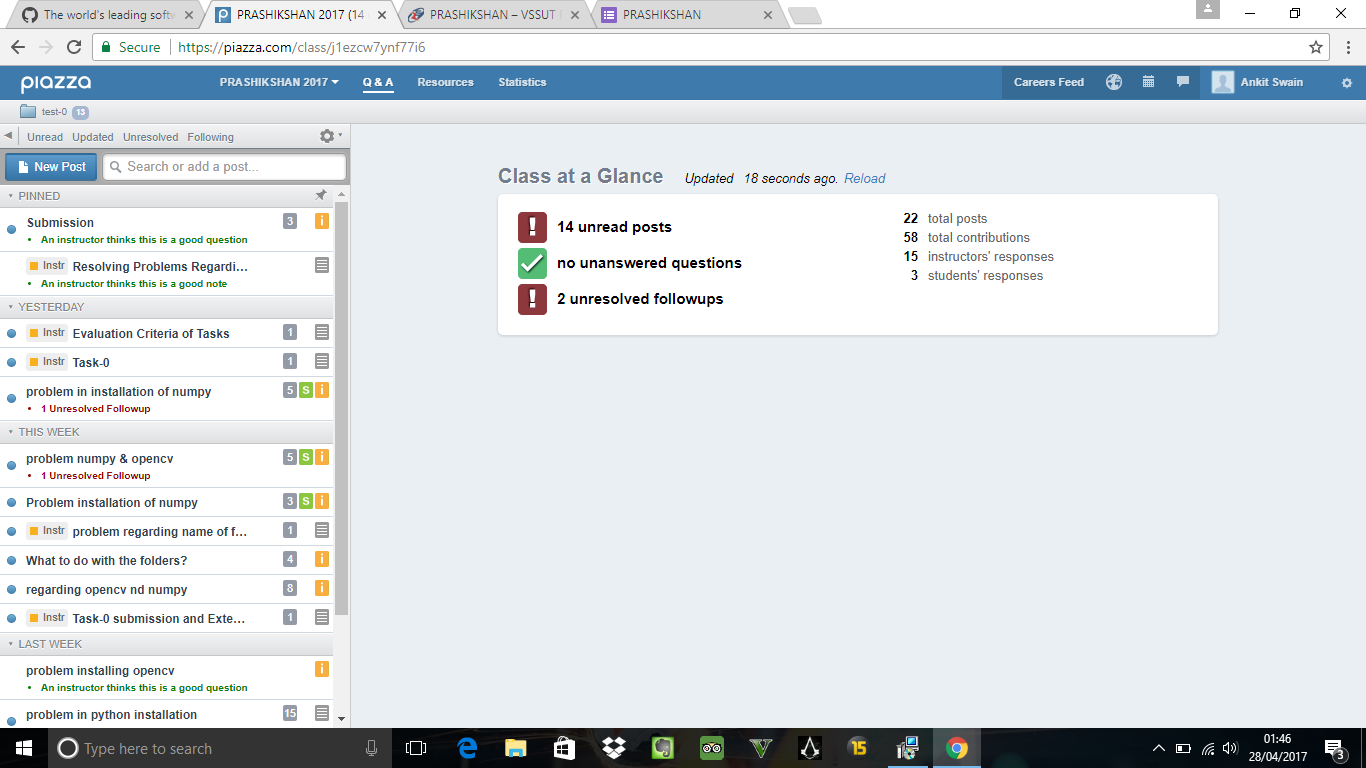 The world's leading softw
PRASHIKSHAN 2017 (14
PRASHIKSHAN – VSSUT
PRASHIKSHAN
Secure
https://piazza.com/class/j1ezcw7ynf77i6
piazza
PRASHIKSHAN 2017
Q & A
Resources
Statistics
Careers Feed
Ankit Swain
test-0 13
Unread Updated Unresolved Following
New Post
Search or add a post...
PINNED
Submission 3 i
• An instructor thinks this is a good question
Instr Resolving Problems Regardi...
• An instructor thinks this is a good note
YESTERDAY
Instr Evaluation Criteria of Tasks 1
Instr Task-0 1
problem in installation of numpy 5 S i
• 1 Unresolved Followup
THIS WEEK
problem numpy & opencv 5 S i
• 1 Unresolved Followup
Problem installation of numpy 3 S i
Instr problem regarding name of f... 1
What to do with the folders? 4 i
regarding opencv nd numpy 8 i
Instr Task-0 submission and Exte... 1
LAST WEEK
problem installing opencv i
• An instructor thinks this is a good question
problem in python installation 15
Class at a Glance Updated 18 seconds ago. Reload
! 14 unread posts
no unanswered questions
! 2 unresolved followups
22 total posts
58 total contributions
15 instructors' responses
3 students' responses
Type here to search
15
01:46
28/04/2017
3